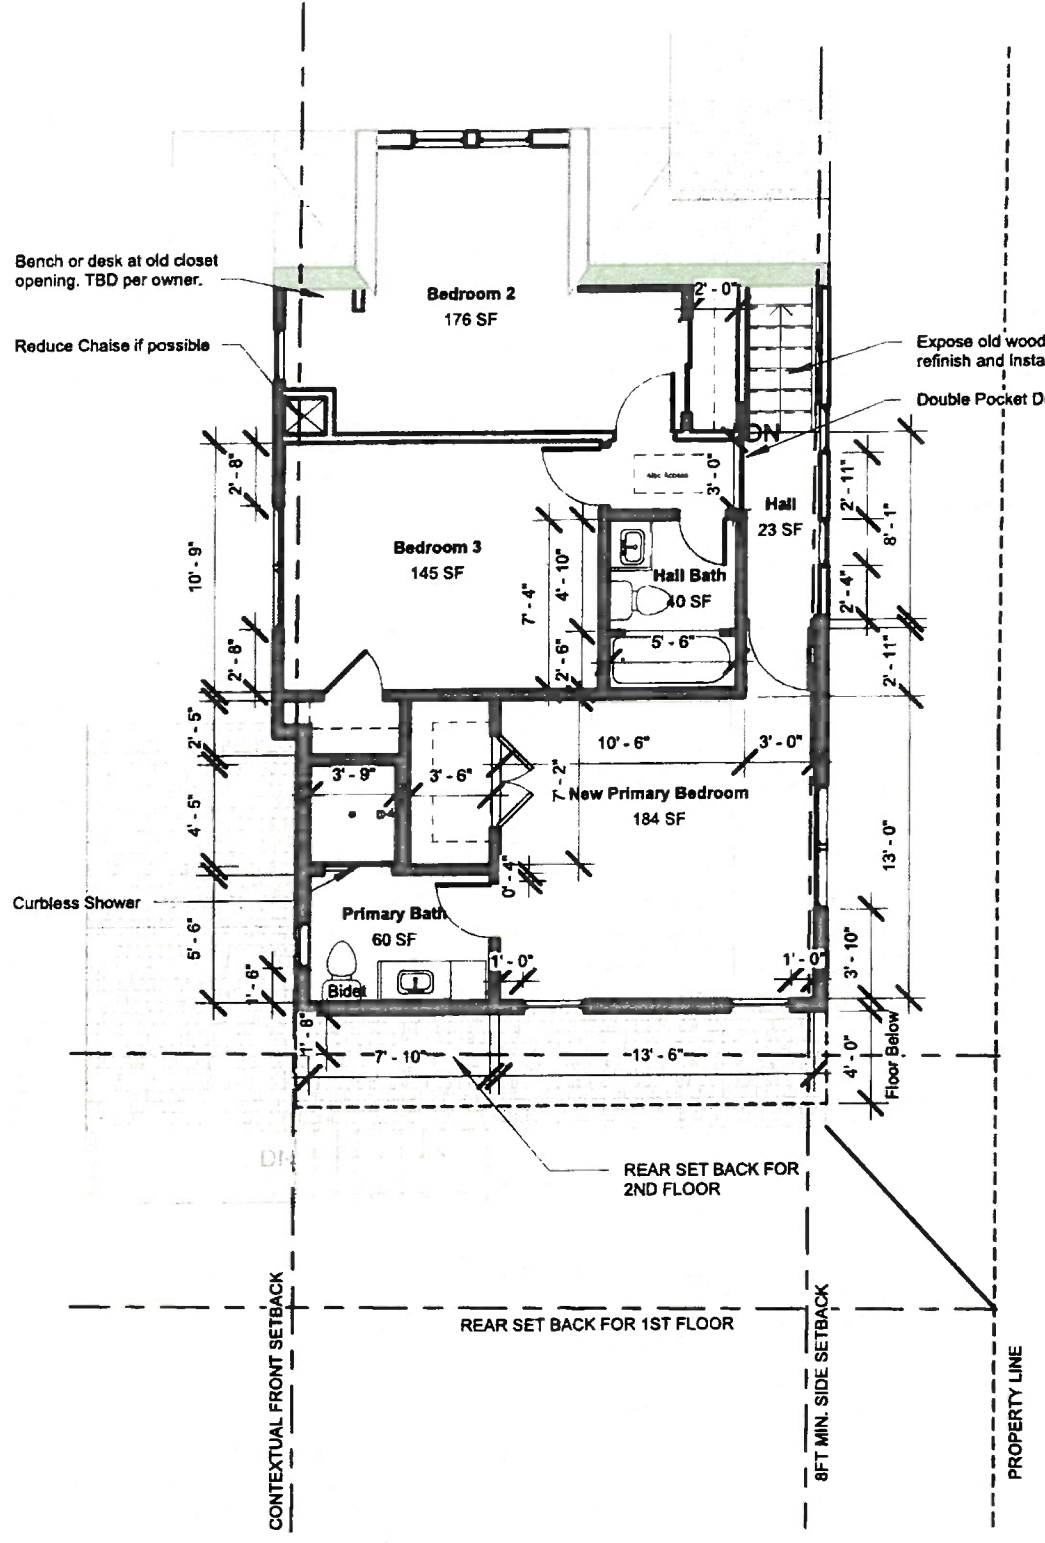 Bench or desk at old closet
opening. TBD per owner.
Bedroom 2
176 SF
2' - 0"
Reduce Chaise if possible
Expose old wood
refinish and Insta
Double Pocket D
DN
2' - 8"
3' - 0"
2' - 11"
Hall
23 SF
8' - 1"
10' - 9"
Bedroom 3
145 SF
7' - 4"
4' - 10"
Hall Bath
40 SF
2' - 4"
2' - 8"
2' - 6"
5' - 6"
2' - 11"
2' - 5"
10' - 6"
3' - 0"
3' - 9"
3' - 6"
7' - 2"
New Primary Bedroom
184 SF
4' - 5"
13' - 0"
0' - 4"
Curbless Shower
Primary Bath
60 SF
5' - 6"
1' - 6"
Bidet
1' - 0"
1' - 0"
3' - 10"
1' - 8"
7' - 10"
13' - 6"
4' - 0"
Floor Below
DN
REAR SET BACK FOR
2ND FLOOR
REAR SET BACK FOR 1ST FLOOR
CONTEXTUAL FRONT SETBACK
8FT MIN. SIDE SETBACK
PROPERTY LINE